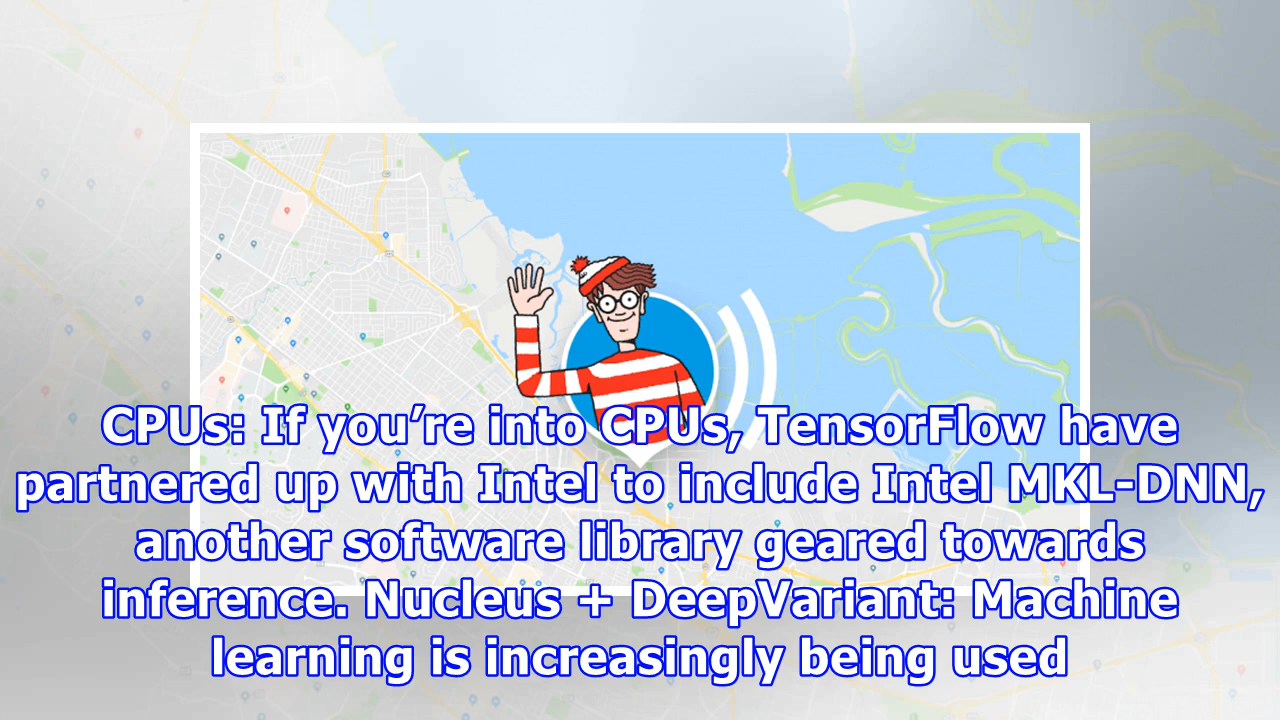 CPUs: If you’re into CPUs, TensorFlow have
partnered up with Intel to include Intel MKL-DNN,
another software library geared towards
inference. Nucleus + DeepVariant: Machine
learning is increasingly being used